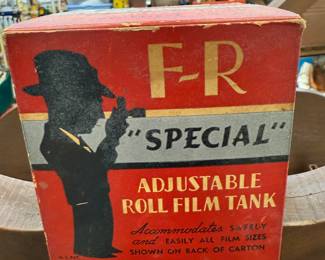 F-R
"SPECIAL"
ADJUSTABLE
ROLL FILM TANK
Accommodates SAFELY
and EASILY ALL FILM SIZES
SHOWN ON BACK OF CARTON